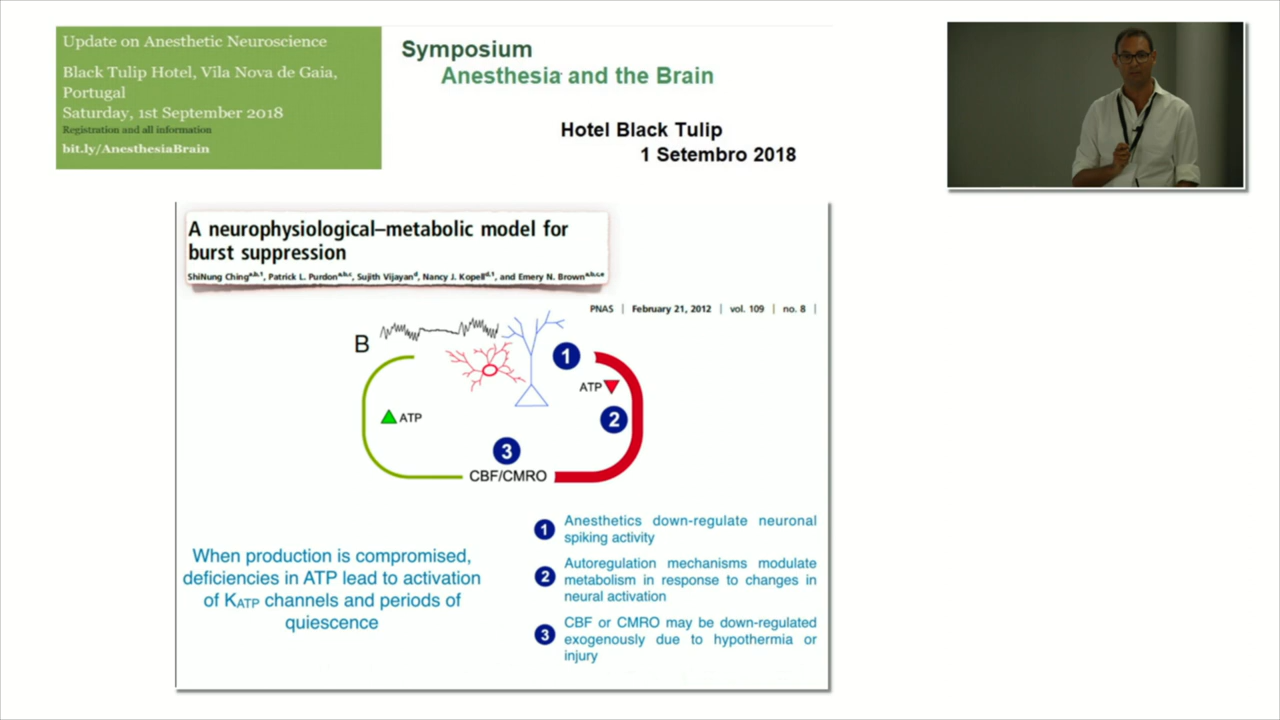 Update on Anesthetic Neuroscience
Black Tulip Hotel, Vila Nova de Gaia,
Portugal
Saturday, 1st September 2018
Registration and all information
bit.ly/AnesthesiaBrain
Symposium
Anesthesia and the Brain
Hotel Black Tulip
1 Setembro 2018
A neurophysiological–metabolic model for
burst suppression
ShiNung Ching a,b,1, Patrick L. Purdon a,b,c, Sujith Vijayan d, Nancy J. Kopell d,1, and Emery N. Brown a,b,c,e
PNAS | February 21, 2012 | vol. 109 | no. 8 |
B
1
ATP
2
ATP
3
CBF/CMRO
When production is compromised,
deficiencies in ATP lead to activation
of KATP channels and periods of
quiescence
1 Anesthetics down-regulate neuronal
spiking activity
2 Autoregulation mechanisms modulate
metabolism in response to changes in
neural activation
3 CBF or CMRO may be down-regulated
exogenously due to hypothermia or
injury